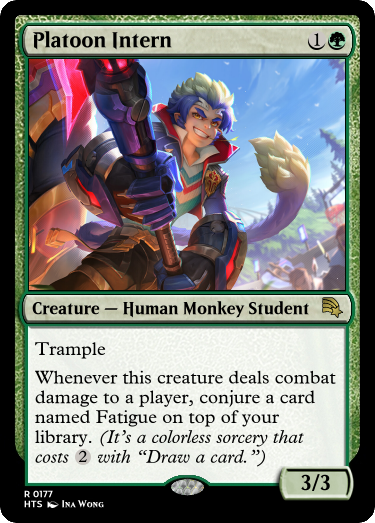 Platoon Intern 1
Creature — Human Monkey Student
Trample
Whenever this creature deals combat
damage to a player, conjure a card
named Fatigue on top of your
library. (It's a colorless sorcery that
costs 2 with “Draw a card.”)
3/3
R 0177
HTS Ina Wong